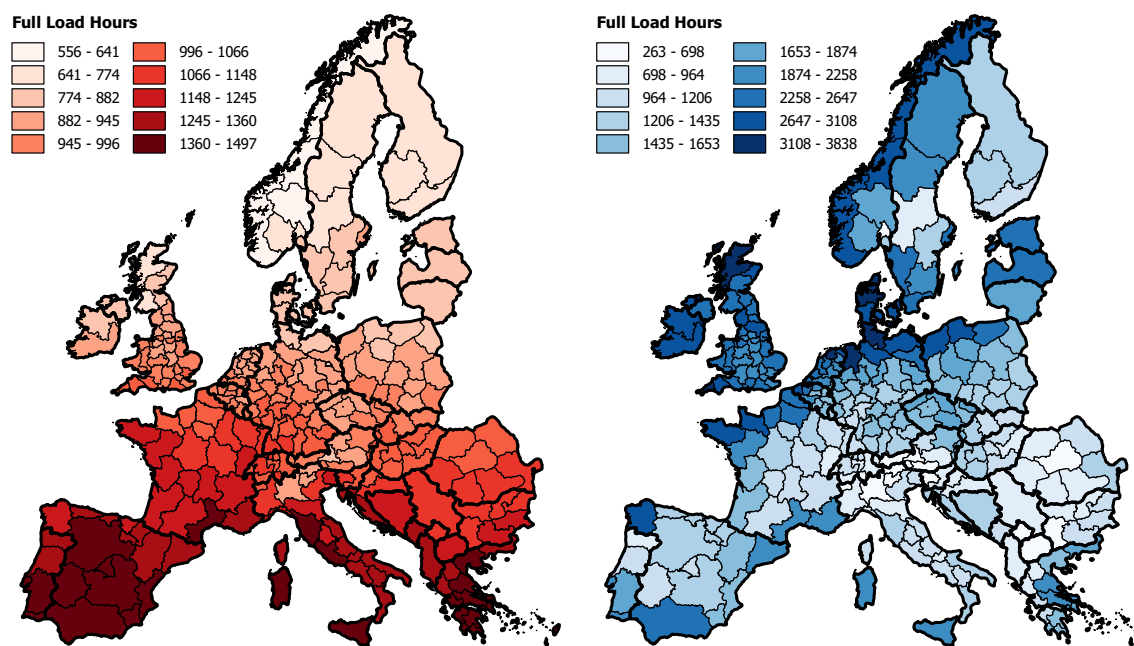 Full Load Hours
556 - 641 996 - 1066
641 - 774 1066 - 1148
774 - 882 1148 - 1245
882 - 945 1245 - 1360
945 - 996 1360 - 1497
Full Load Hours
263 - 698 1653 - 1874
698 - 964 1874 - 2258
964 - 1206 2258 - 2647
1206 - 1435 2647 - 3108
1435 - 1653 3108 - 3838